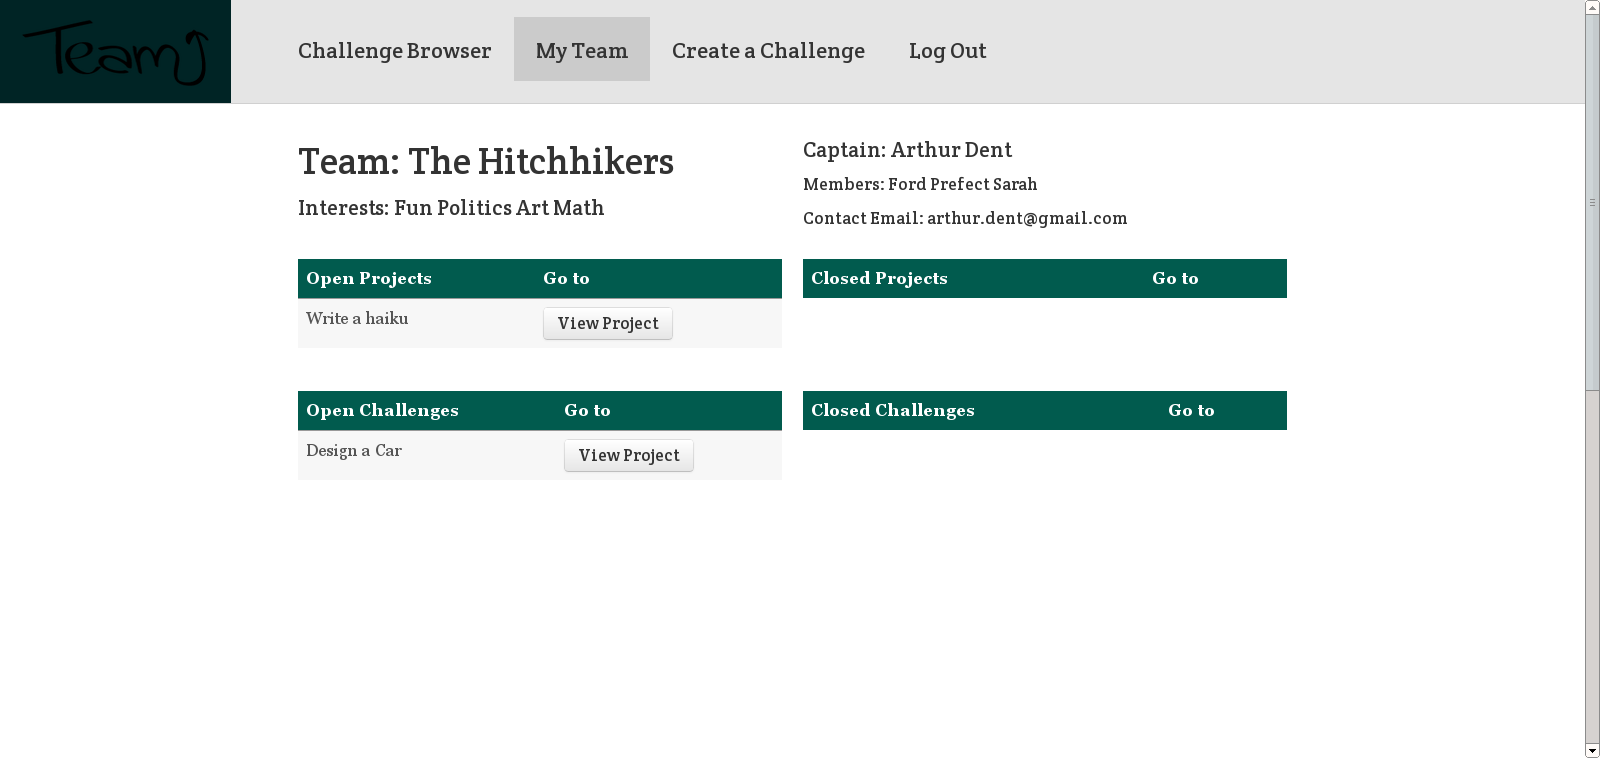 Team
Challenge Browser My Team Create a Challenge Log Out
Team: The Hitchhikers
Interests: Fun Politics Art Math
Captain: Arthur Dent
Members: Ford Prefect Sarah
Contact Email: arthur.dent@gmail.com
Open Projects Go to
Write a haiku View Project
Closed Projects Go to
Open Challenges Go to
Design a Car View Project
Closed Challenges Go to